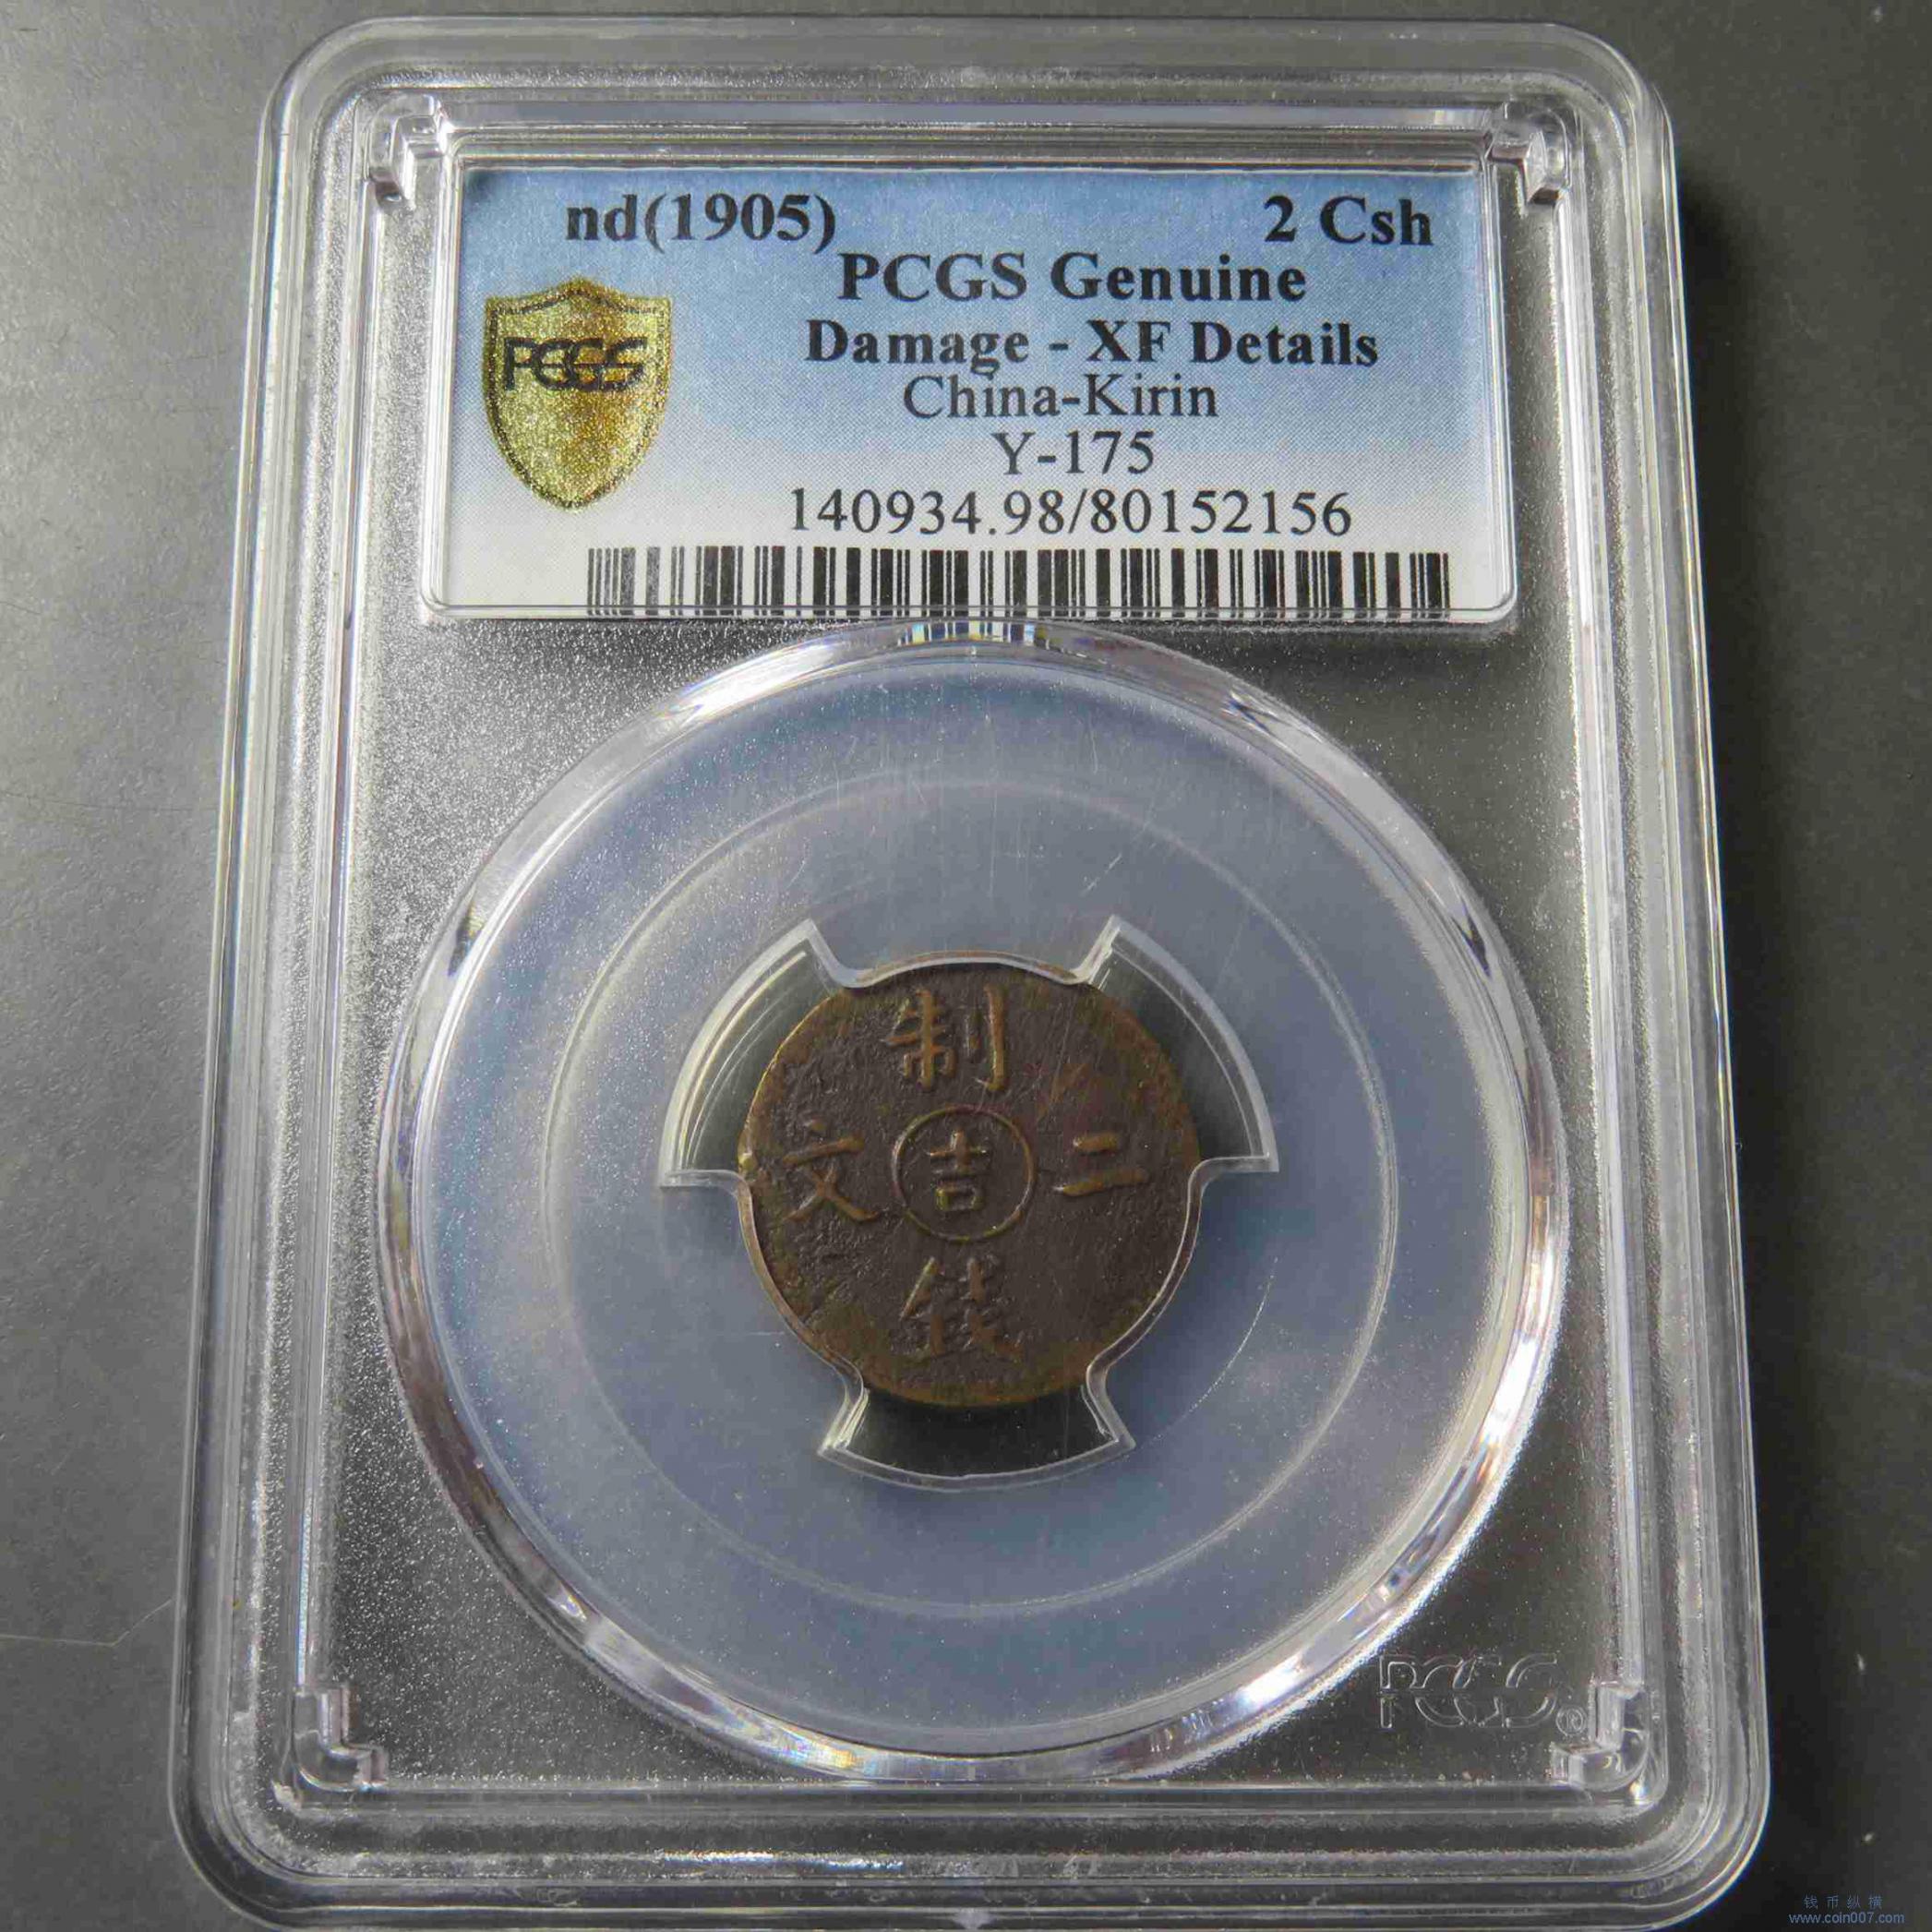 nd(1905) 2 Csh
PCGS Genuine
PCGS
Damage - XF Details
China-Kirin
Y-175
140934.98/80152156
制
文 吉 二
錢
PCGS®
钱币纵横
www.coin007.com